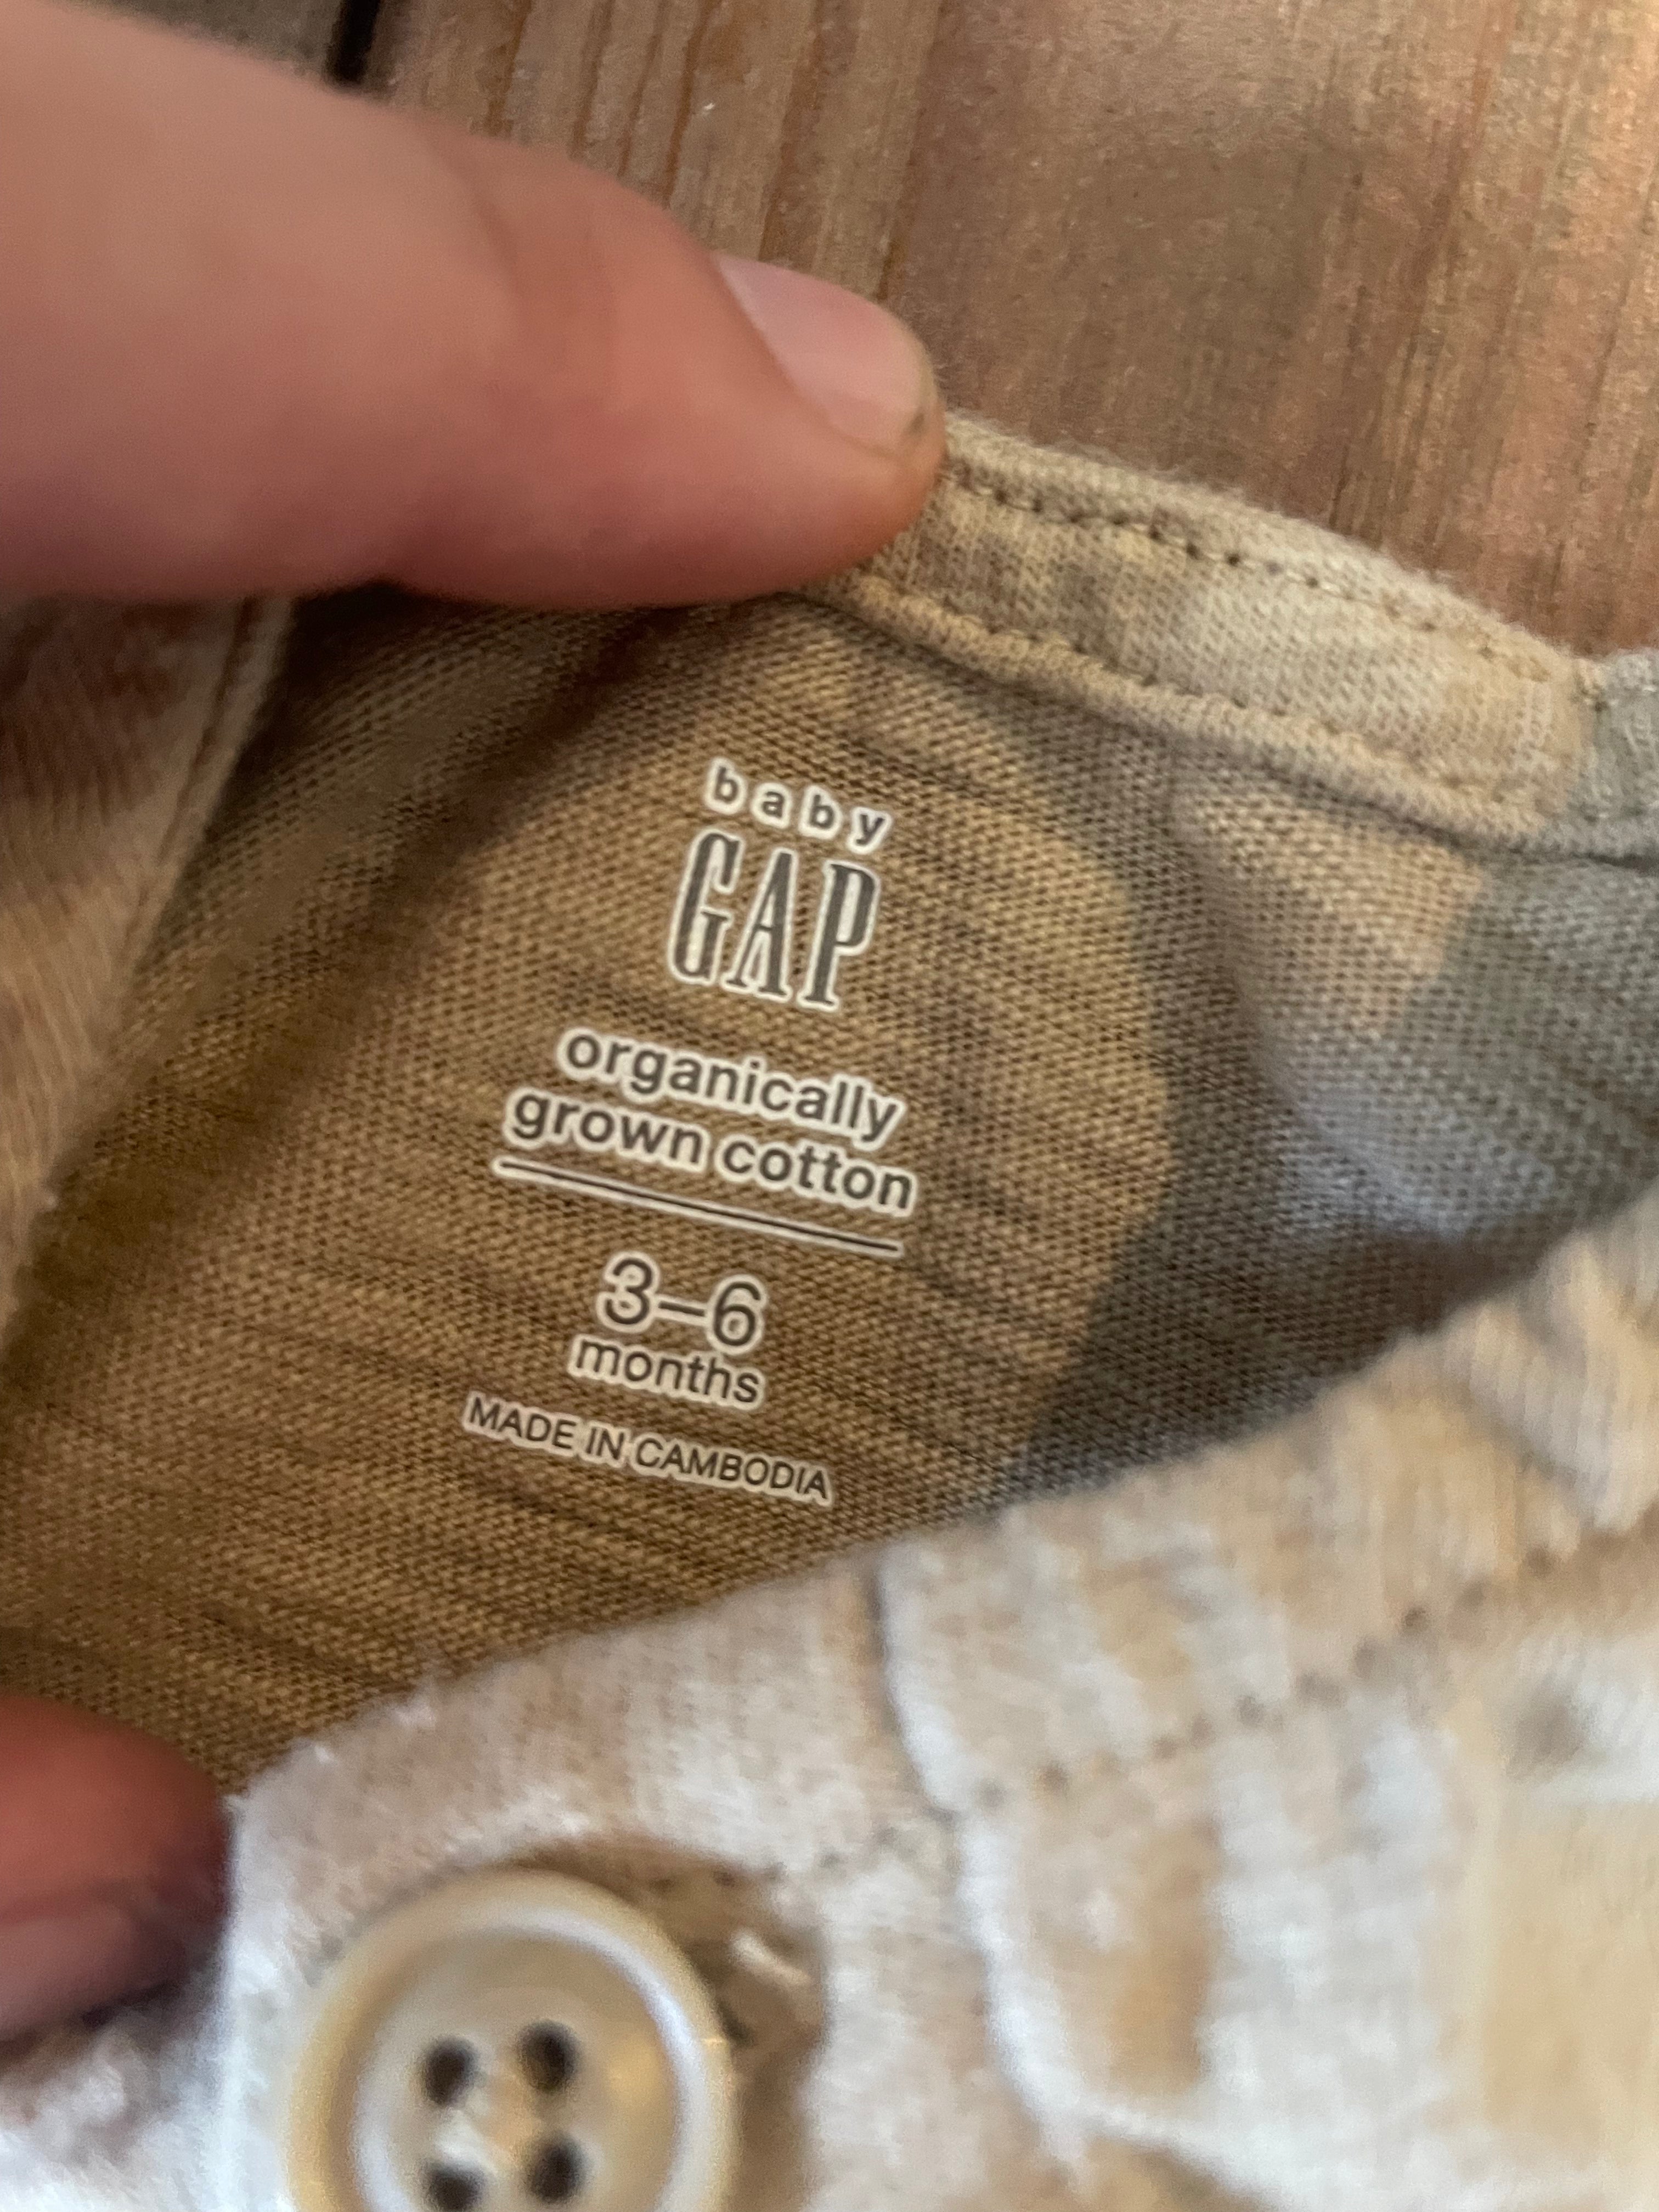 baby
GAP
organically
grown cotton
3–6
months
MADE IN CAMBODIA